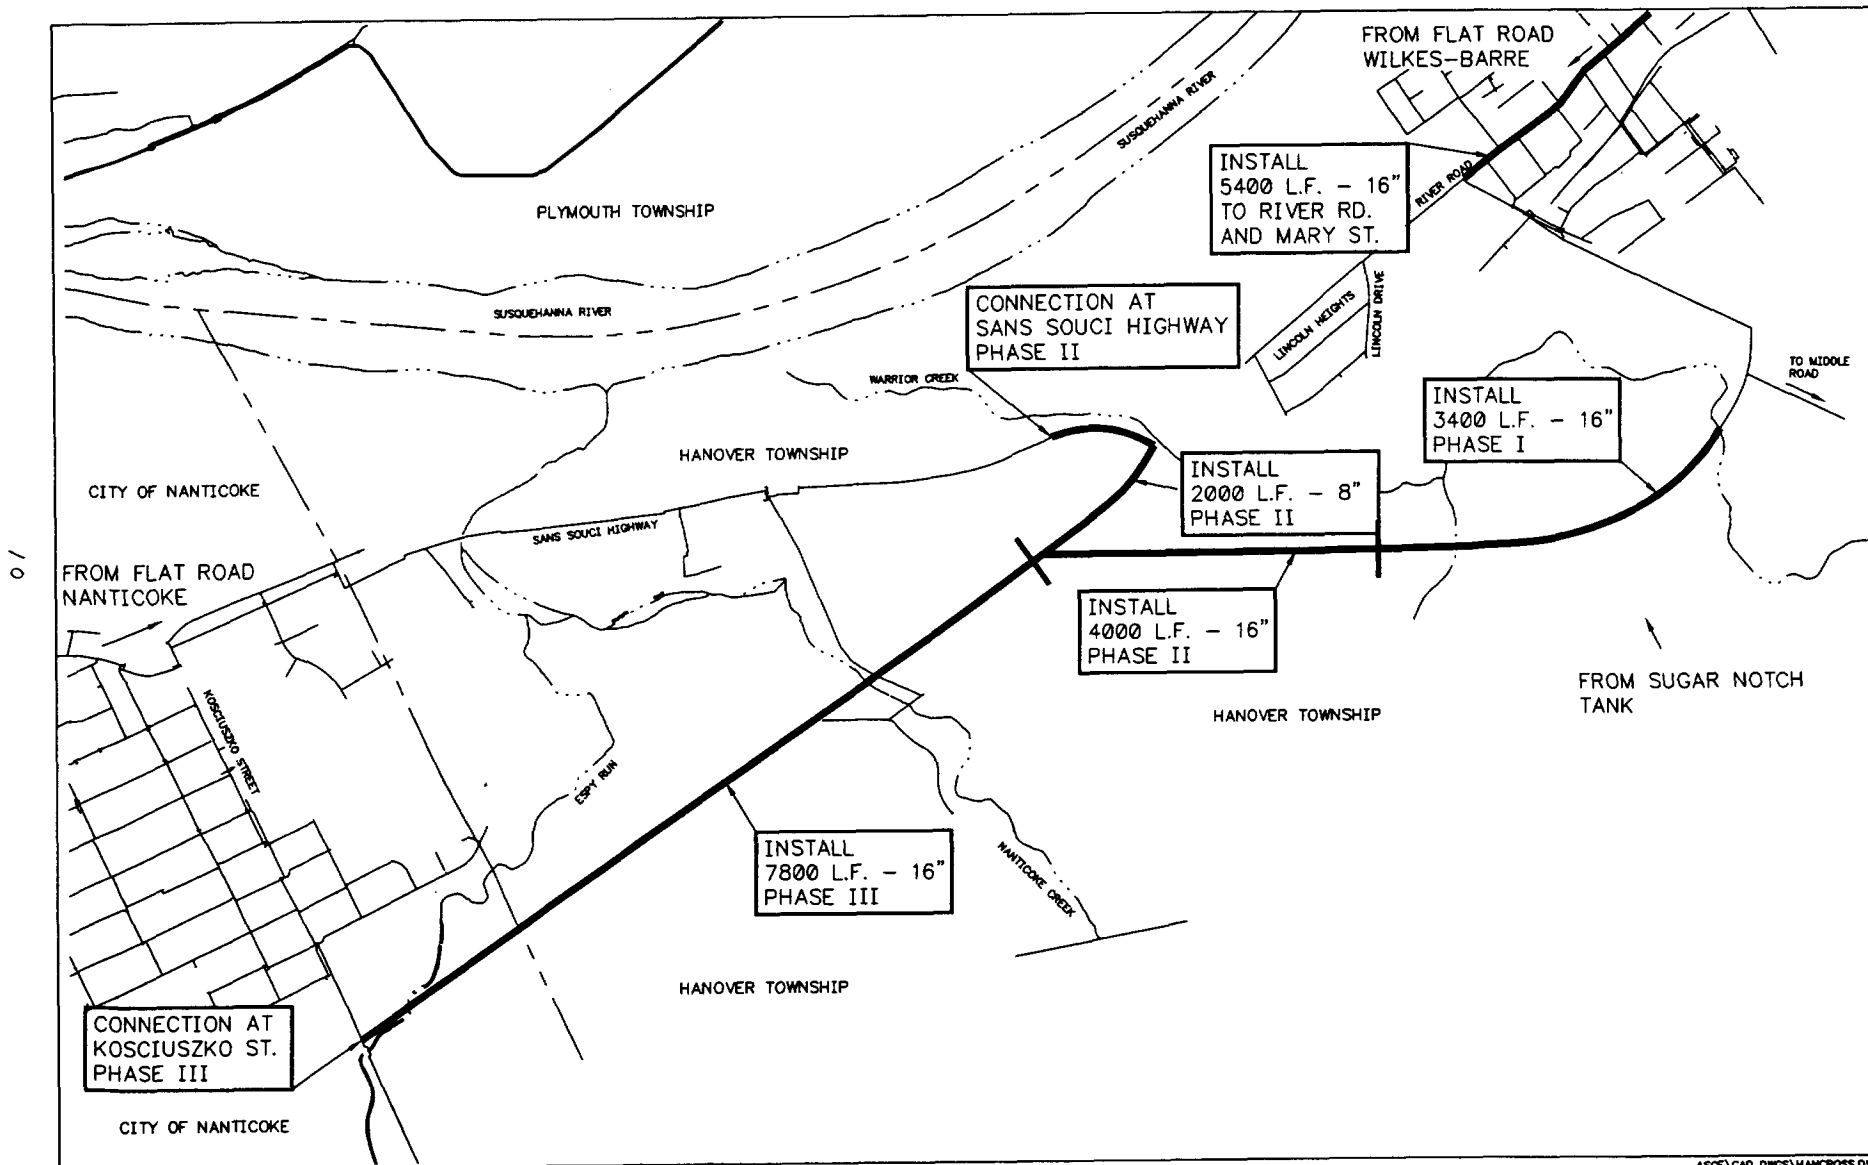 FROM FLAT ROAD
WILKES-BARRE
SUSQUEHANNA RIVER
INSTALL
5400 L.F. - 16"
TO RIVER RD.
AND MARY ST.
RIVER ROAD
PLYMOUTH TOWNSHIP
SUSQUEHANNA RIVER
CONNECTION AT
SANS SOUCI HIGHWAY
PHASE II
LINCOLN HEIGHTS
LINCOLN DRIVE
WARRIOR CREEK
TO MIDDLE
ROAD
INSTALL
3400 L.F. - 16"
PHASE I
HANOVER TOWNSHIP
CITY OF NANTICOKE
INSTALL
2000 L.F. - 8"
PHASE II
SANS SOUCI HIGHWAY
10
FROM FLAT ROAD
NANTICOKE
INSTALL
4000 L.F. - 16"
PHASE II
FROM SUGAR NOTCH
TANK
HANOVER TOWNSHIP
KOSCIUSZKO STREET
ESPY RUN
INSTALL
7800 L.F. - 16"
PHASE III
NANTICOKE CREEK
HANOVER TOWNSHIP
CONNECTION AT
KOSCIUSZKO ST.
PHASE III
CITY OF NANTICOKE